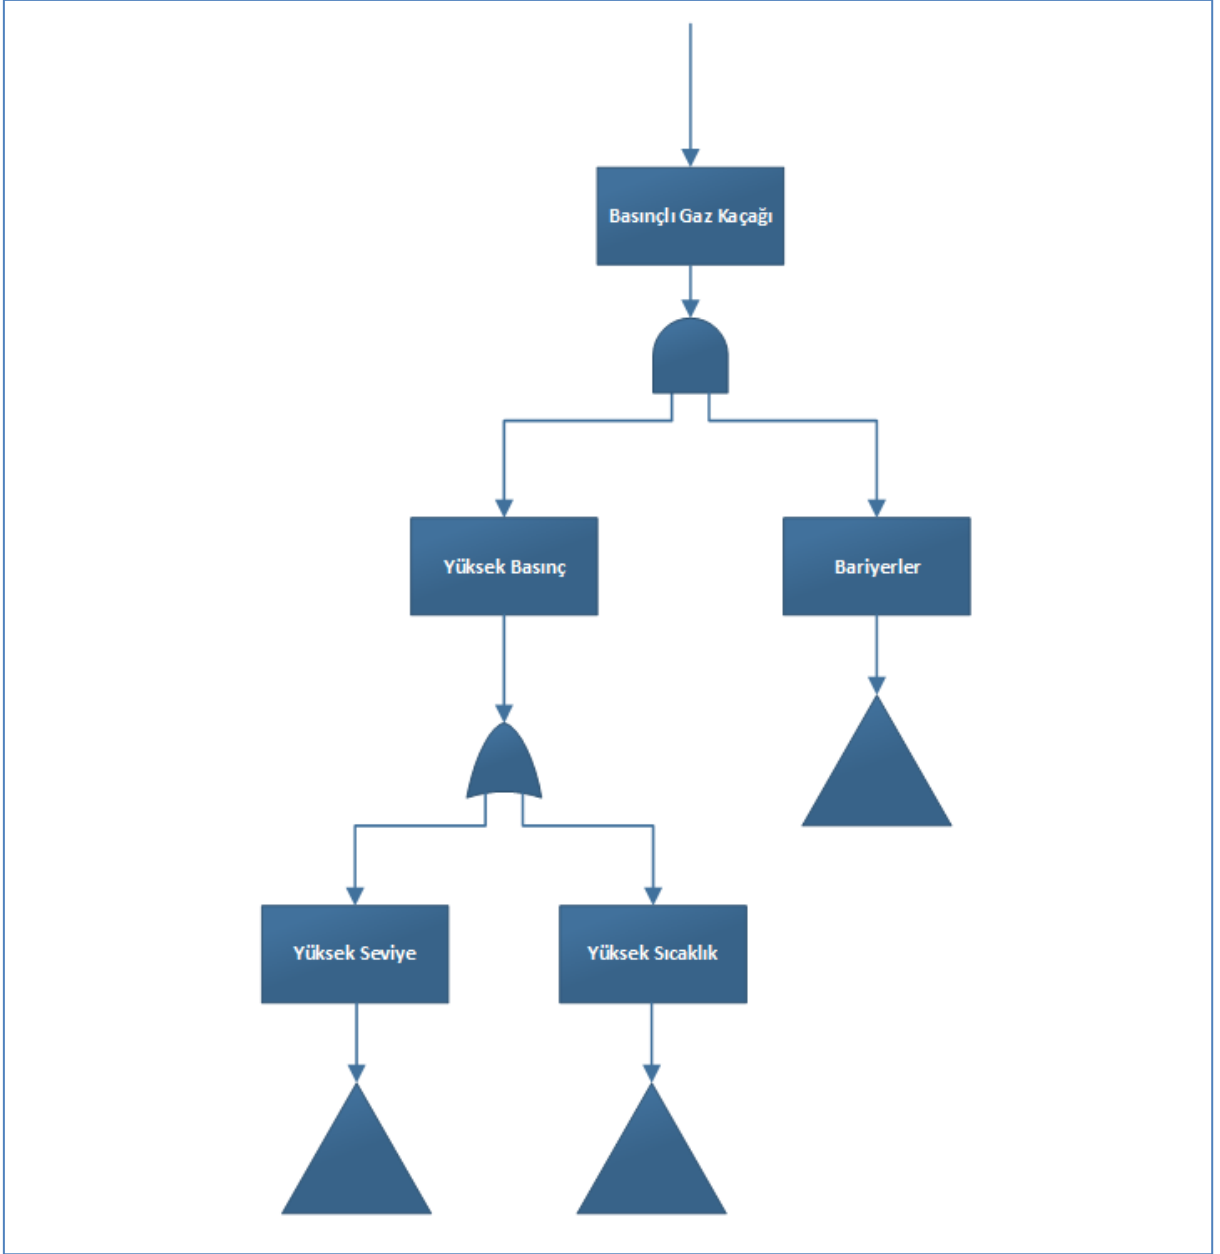 Basınçlı Gaz Kaçağı
Yüksek Basınç
Bariyerler
Yüksek Seviye
Yüksek Sıcaklık